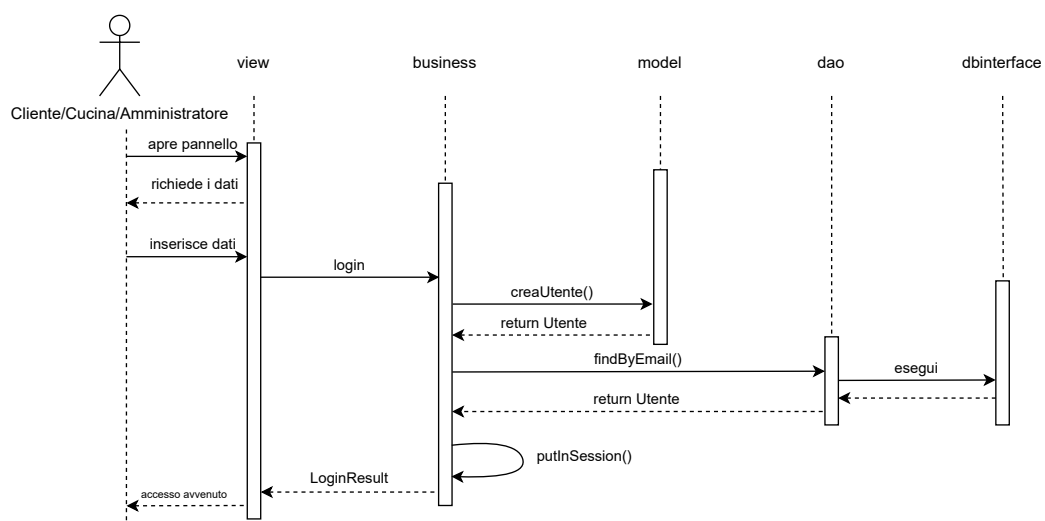 view
business
model
dao
dbinterface
Cliente/Cucina/Amministratore
apre pannello
richiede i dati
inserisce dati
login
creaUtente()
return Utente
findByEmail()
esegui
return Utente
putInSession()
LoginResult
accesso avvenuto